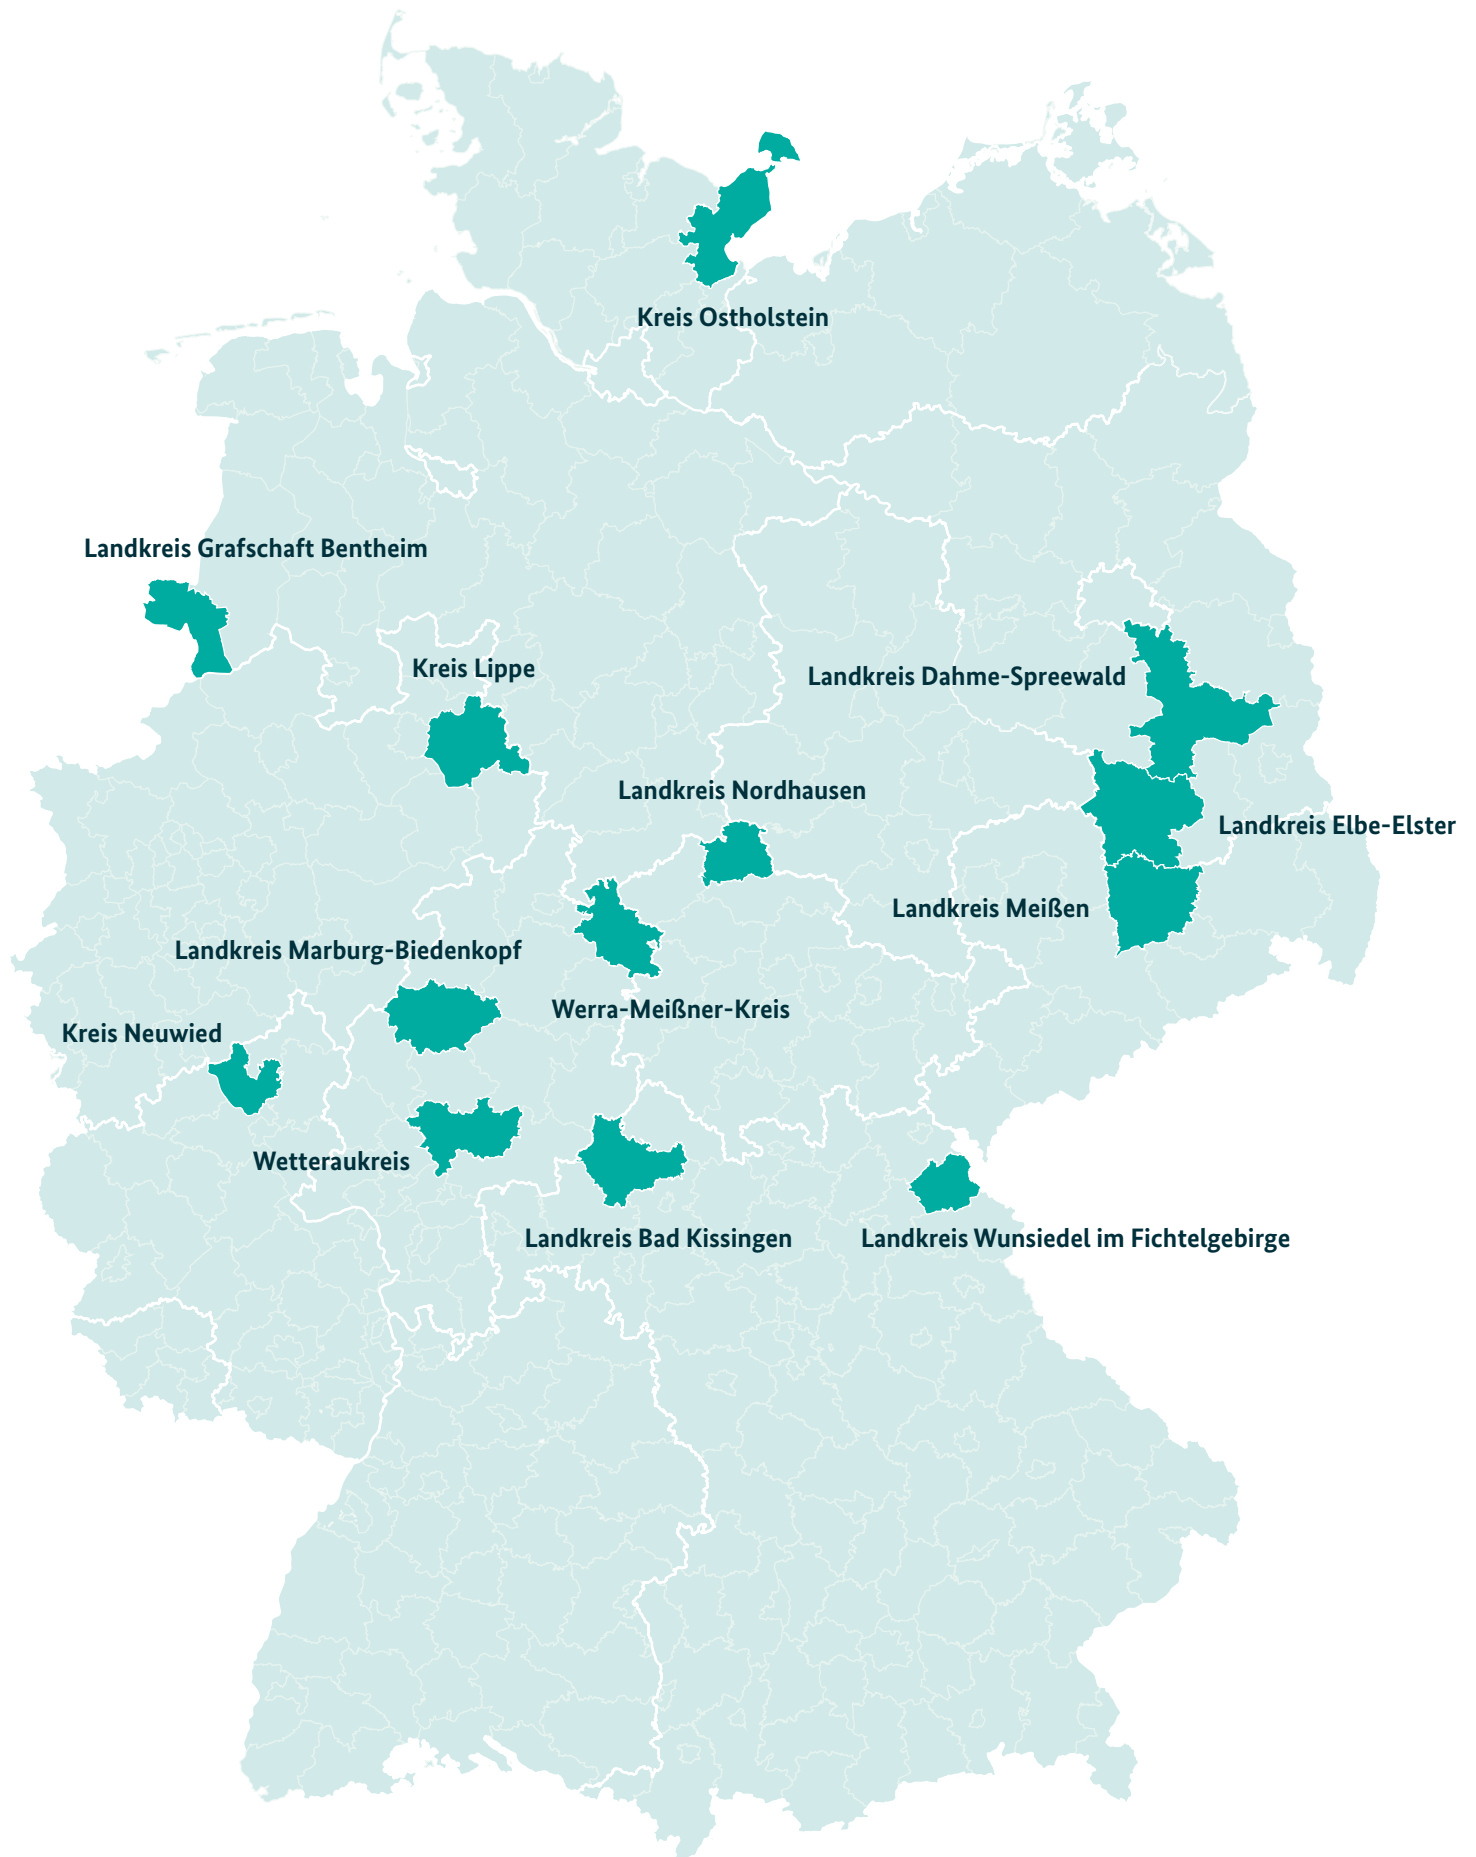 Kreis Ostholstein
Landkreis Grafschaft Bentheim
Kreis Lippe
Landkreis Dahme-Spreewald
Landkreis Nordhausen
Landkreis Elbe-Elster
Landkreis Meißen
Landkreis Marburg-Biedenkopf
Werra-Meißner-Kreis
Kreis Neuwied
Wetteraukreis
Landkreis Bad Kissingen
Landkreis Wunsiedel im Fichtelgebirge